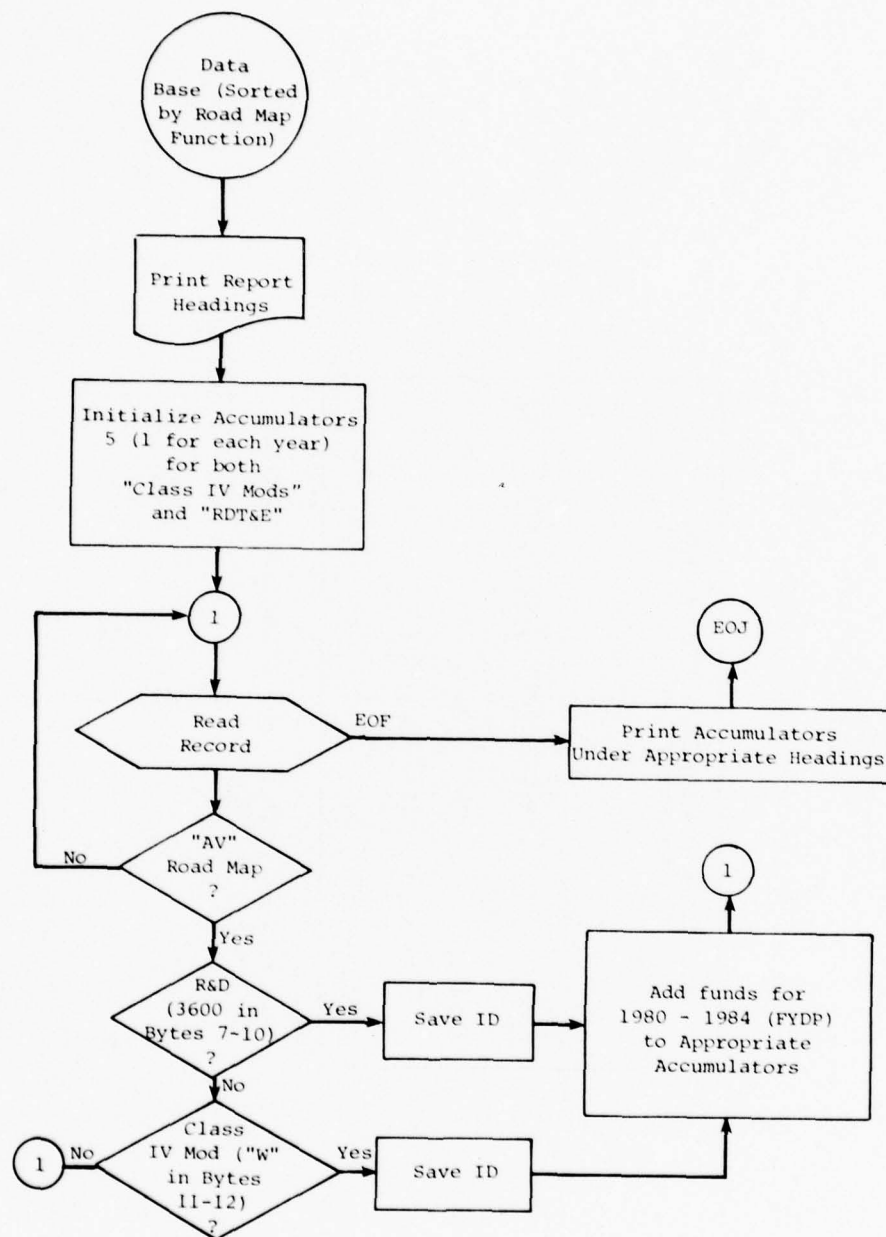 Data
Base (Sorted
by Road Map
Function)
Print Report
Headings
Initialize Accumulators
5 (1 for each year)
for both
"Class IV Mods"
and "RDT&E"
1
EOJ
Read
Record
EOF
Print Accumulators
Under Appropriate Headings
"AV"
Road Map
?
No
1
Yes
R&D
(3600 in
Bytes 7-10)
?
Yes
Save ID
Add funds for
1980 - 1984 (FYDP)
to Appropriate
Accumulators
No
Class
IV Mod ("W"
in Bytes
11-12)
?
1
No
Yes
Save ID